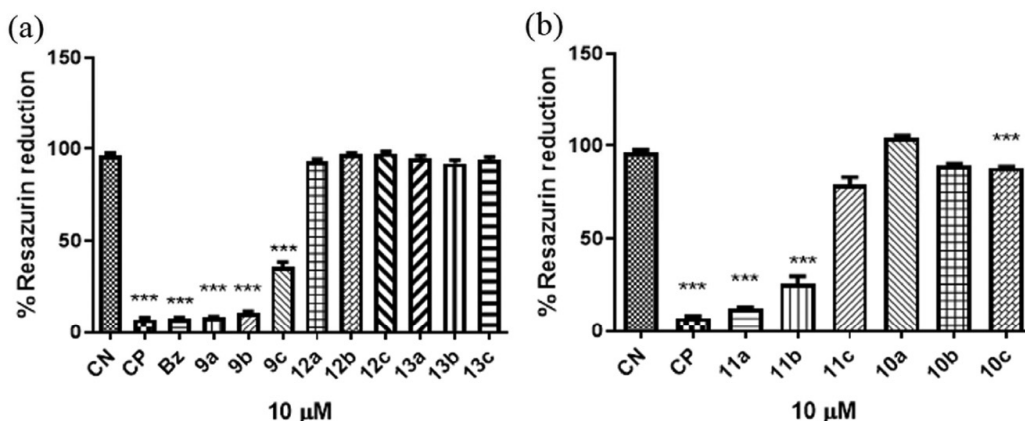 (a)
150
100
50
0
% Resazurin reduction
***
***
***
***
***
CN
CP
Bz
9a
9b
9c
12a
12b
12c
13a
13b
13c
10 µM
(b)
150
100
50
0
% Resazurin reduction
***
***
***
***
CN
CP
11a
11b
11c
10a
10b
10c
10 µM